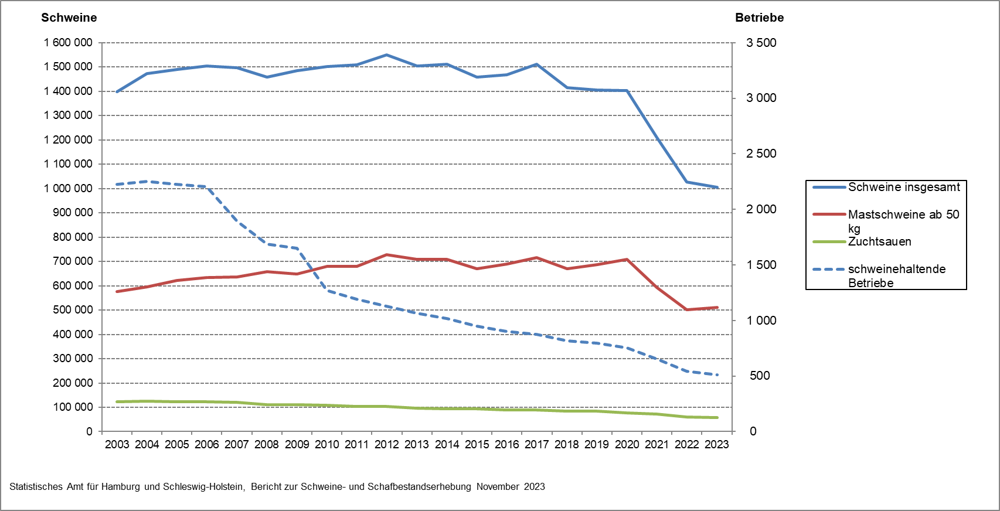 Schweine
Betriebe
1 600 000
1 500 000
1 400 000
1 300 000
1 200 000
1 100 000
1 000 000
900 000
800 000
700 000
600 000
500 000
400 000
300 000
200 000
100 000
0
3 500
3 000
2 500
2 000
1 500
1 000
500
0
2003 2004 2005 2006 2007 2008 2009 2010 2011 2012 2013 2014 2015 2016 2017 2018 2019 2020 2021 2022 2023
Schweine insgesamt
Mastschweine ab 50
kg
Zuchtsauen
schweinehaltende
Betriebe
Statistisches Amt für Hamburg und Schleswig-Holstein, Bericht zur Schweine- und Schafbestandserhebung November 2023